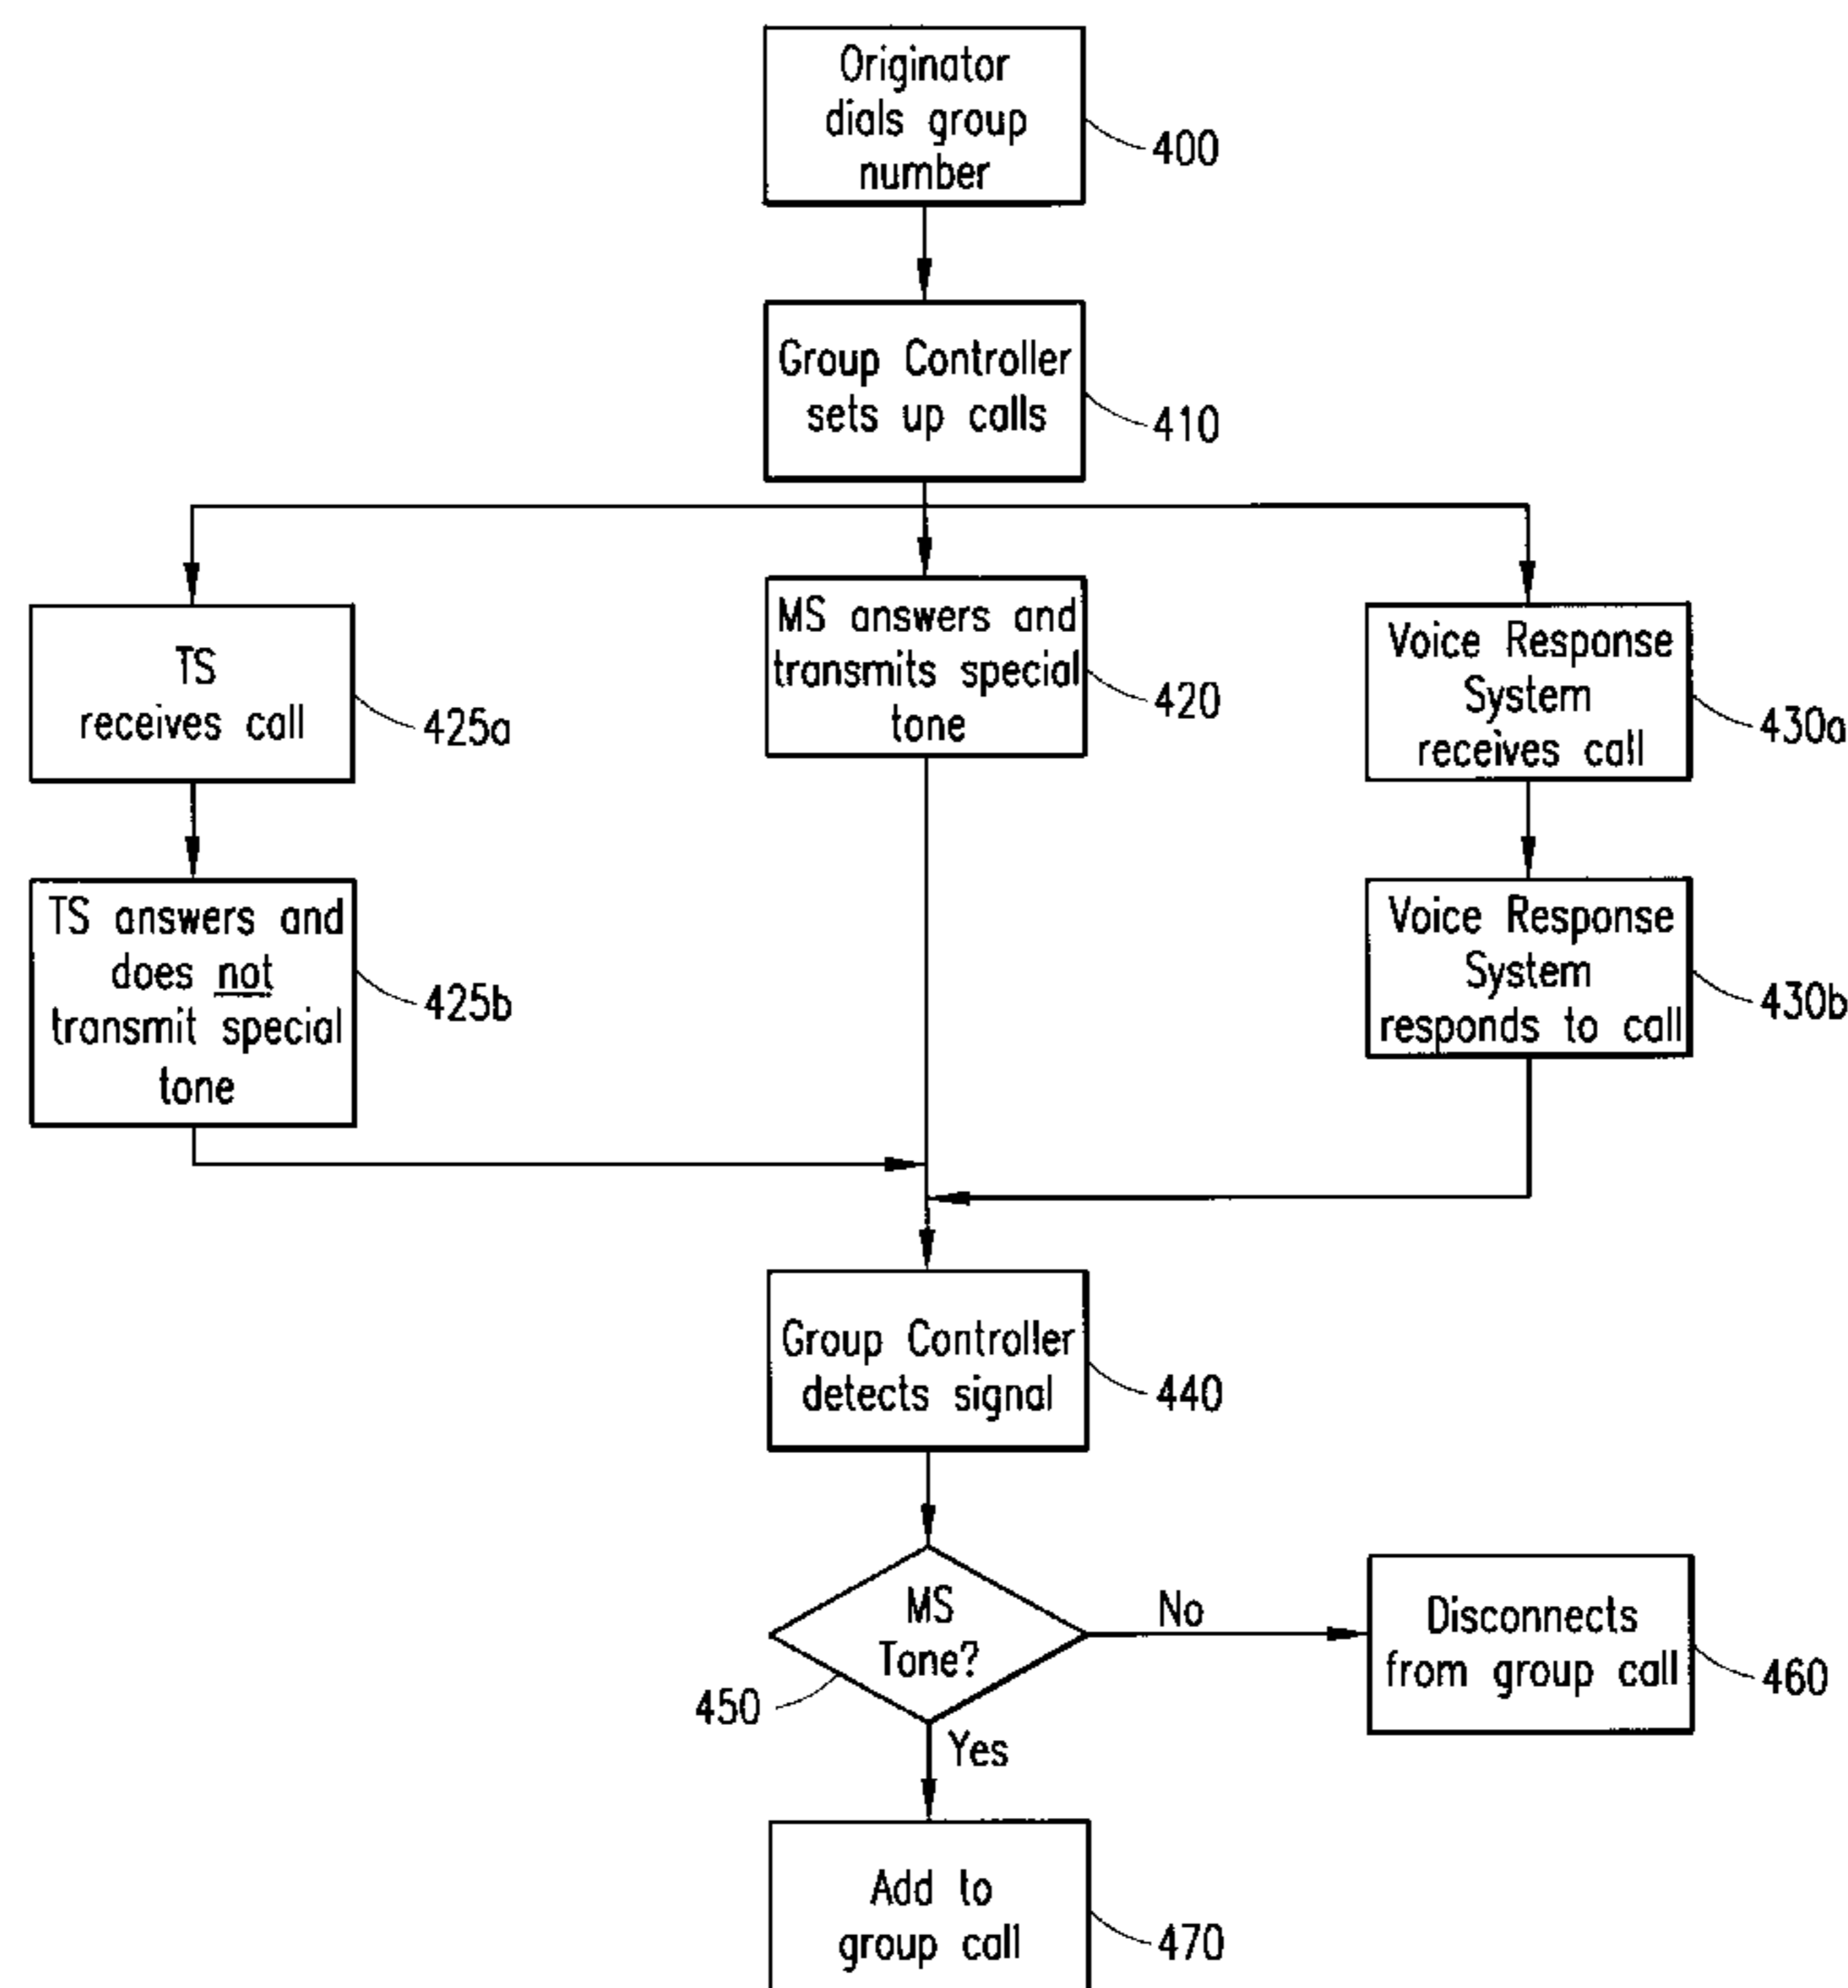 Originator
dials group
number
400
Group Controller
sets up calls
410
TS
receives call
425a
MS answers and
transmits special
tone
420
Voice Response
System
receives call
430a
TS answers and
does not
transmit special
tone
425b
Voice Response
System
responds to call
430b
Group Controller
detects signal
440
MS
Tone?
450
No
Disconnects
from group call
460
Yes
Add to
group call
470